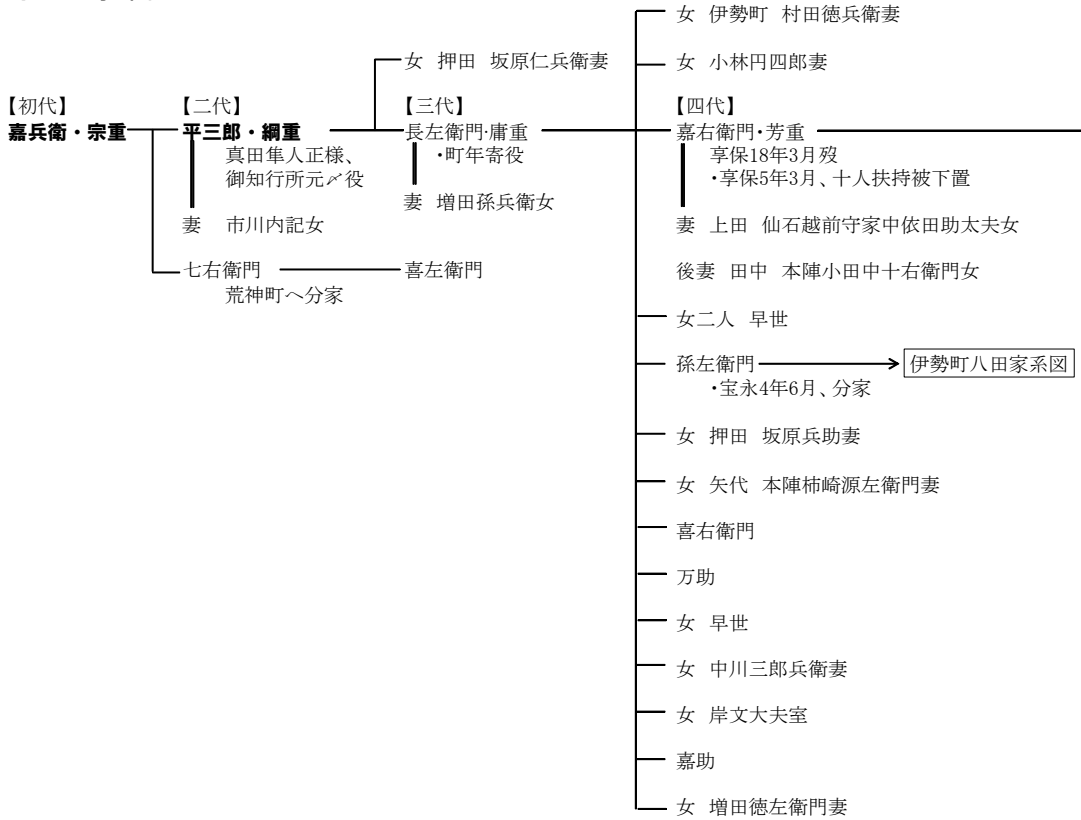 女 伊勢町 村田徳兵衛妻
女 押田 坂原仁兵衛妻
女 小林円四郎妻
【初代】
嘉兵衛・宗重
【二代】
平三郎・綱重
真田隼人正様、
御知行所元〆役
妻 市川内記女
七右衛門
荒神町へ分家
【三代】
長左衛門・庸重
・町年寄役
妻 増田孫兵衛女
喜左衛門
【四代】
嘉右衛門・芳重
享保18年3月歿
・享保5年3月、十人扶持被下置
妻 上田 仙石越前守家中依田助太夫女
後妻 田中 本陣小田中十右衛門女
女二人 早世
孫左衛門
・宝永4年6月、分家
伊勢町八田家系図
女 押田 坂原兵助妻
女 矢代 本陣柿崎源左衛門妻
喜右衛門
万助
女 早世
女 中川三郎兵衛妻
女 岸文大夫室
嘉助
女 増田徳左衛門妻